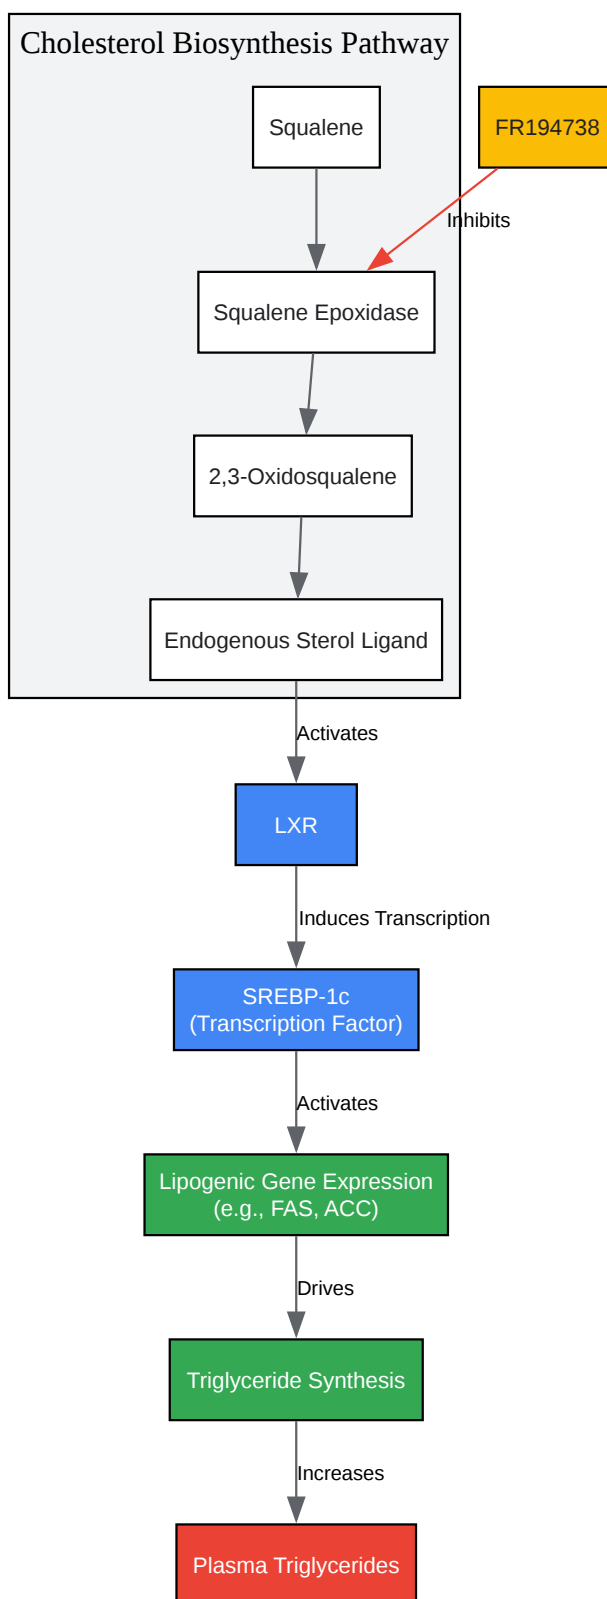 Cholesterol Biosynthesis Pathway
Squalene
FR194738
Inhibits
Squalene Epoxidase
2,3-Oxidosqualene
Endogenous Sterol Ligand
Activates
LXR
Induces Transcription
SREBP-1c
(Transcription Factor)
Activates
Lipogenic Gene Expression
(e.g., FAS, ACC)
Drives
Triglyceride Synthesis
Increases
Plasma Triglycerides